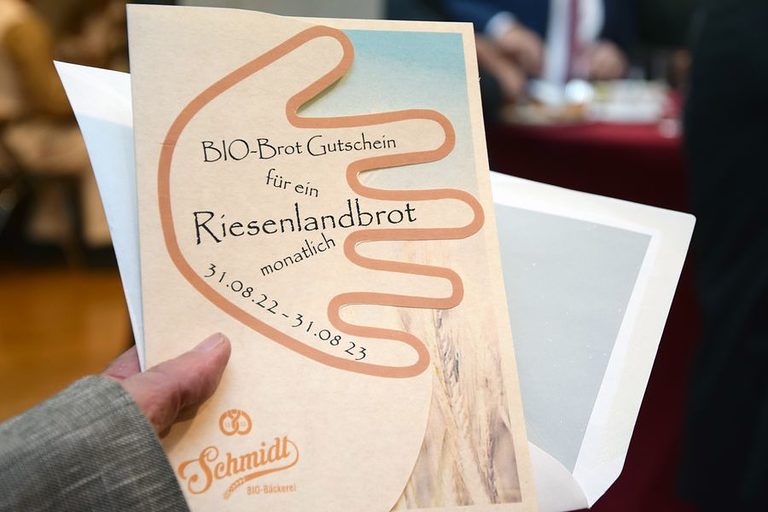 BIO-Brot Gutschein
für ein
Riesenlandbrot
monatlich
31.08.22 - 31.08 23
Schmidt
BIO-Bäckerei